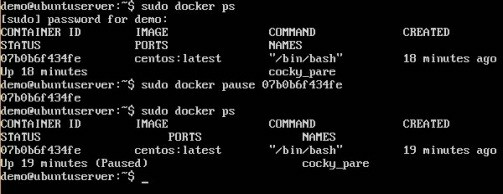 demo@ubuntuserver:~$ sudo docker ps
[sudo] password for demo:
CONTAINER ID IMAGE COMMAND CREATED
STATUS PORTS NAMES
07b0b6f434fe centos:latest "/bin/bash" 18 minutes ago
Up 18 minutes cocky_pare
demo@ubuntuserver:~$ sudo docker pause 07b0b6f434fe
07b0b6f434fe
demo@ubuntuserver:~$ sudo docker ps
CONTAINER ID IMAGE COMMAND CREATED
STATUS PORTS NAMES
07b0b6f434fe centos:latest "/bin/bash" 19 minutes ago
Up 19 minutes (Paused) cocky_pare
demo@ubuntuserver:~$ _